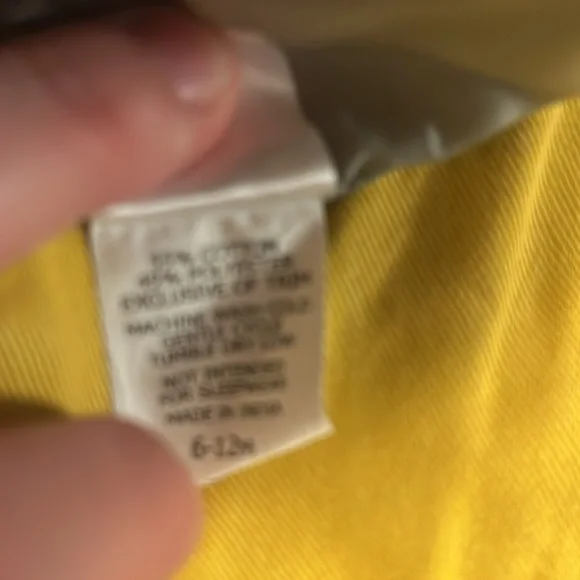 % COTTON
% POLYESTER
EXCLUSIVE OF TRIM
MACHINE WASH COLD
GENTLE CYCLE
TUMBLE DRY LOW
NOT INTENDED
FOR SLEEPWEAR
MADE IN
6-12M